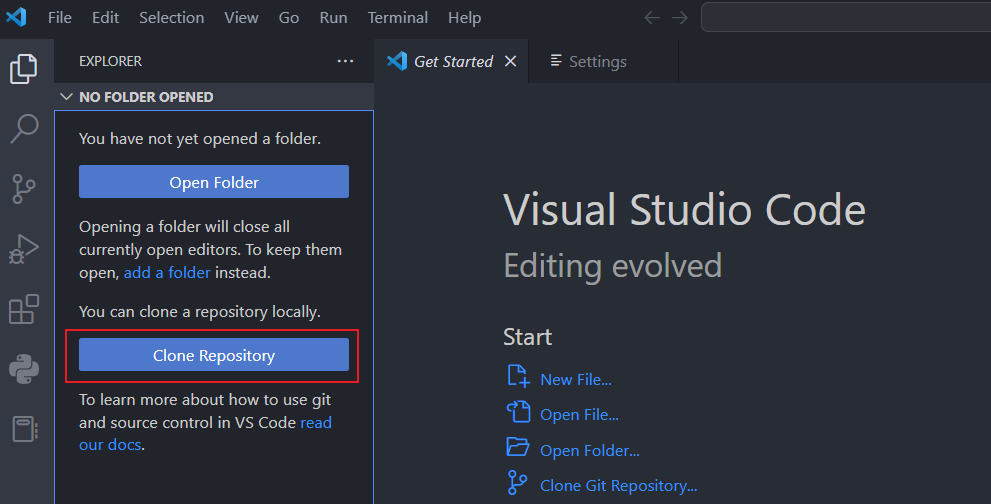 File Edit Selection View Go Run Terminal Help
EXPLORER
Get Started
Settings
NO FOLDER OPENED
You have not yet opened a folder.
Open Folder
Opening a folder will close all
currently open editors. To keep them
open, add a folder instead.
You can clone a repository locally.
Clone Repository
To learn more about how to use git
and source control in VS Code read
our docs.
Visual Studio Code
Editing evolved
Start
New File...
Open File...
Open Folder...
Clone Git Repository...